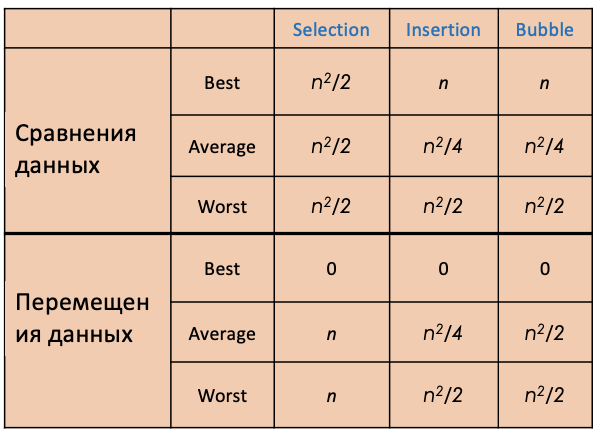 Selection Insertion Bubble
Best n²/2 n n
Сравнения
данных
Average n²/2 n²/4 n²/4
Worst n²/2 n²/2 n²/2
Best 0 0 0
Перемещен
ия данных
Average n n²/4 n²/2
Worst n n²/2 n²/2